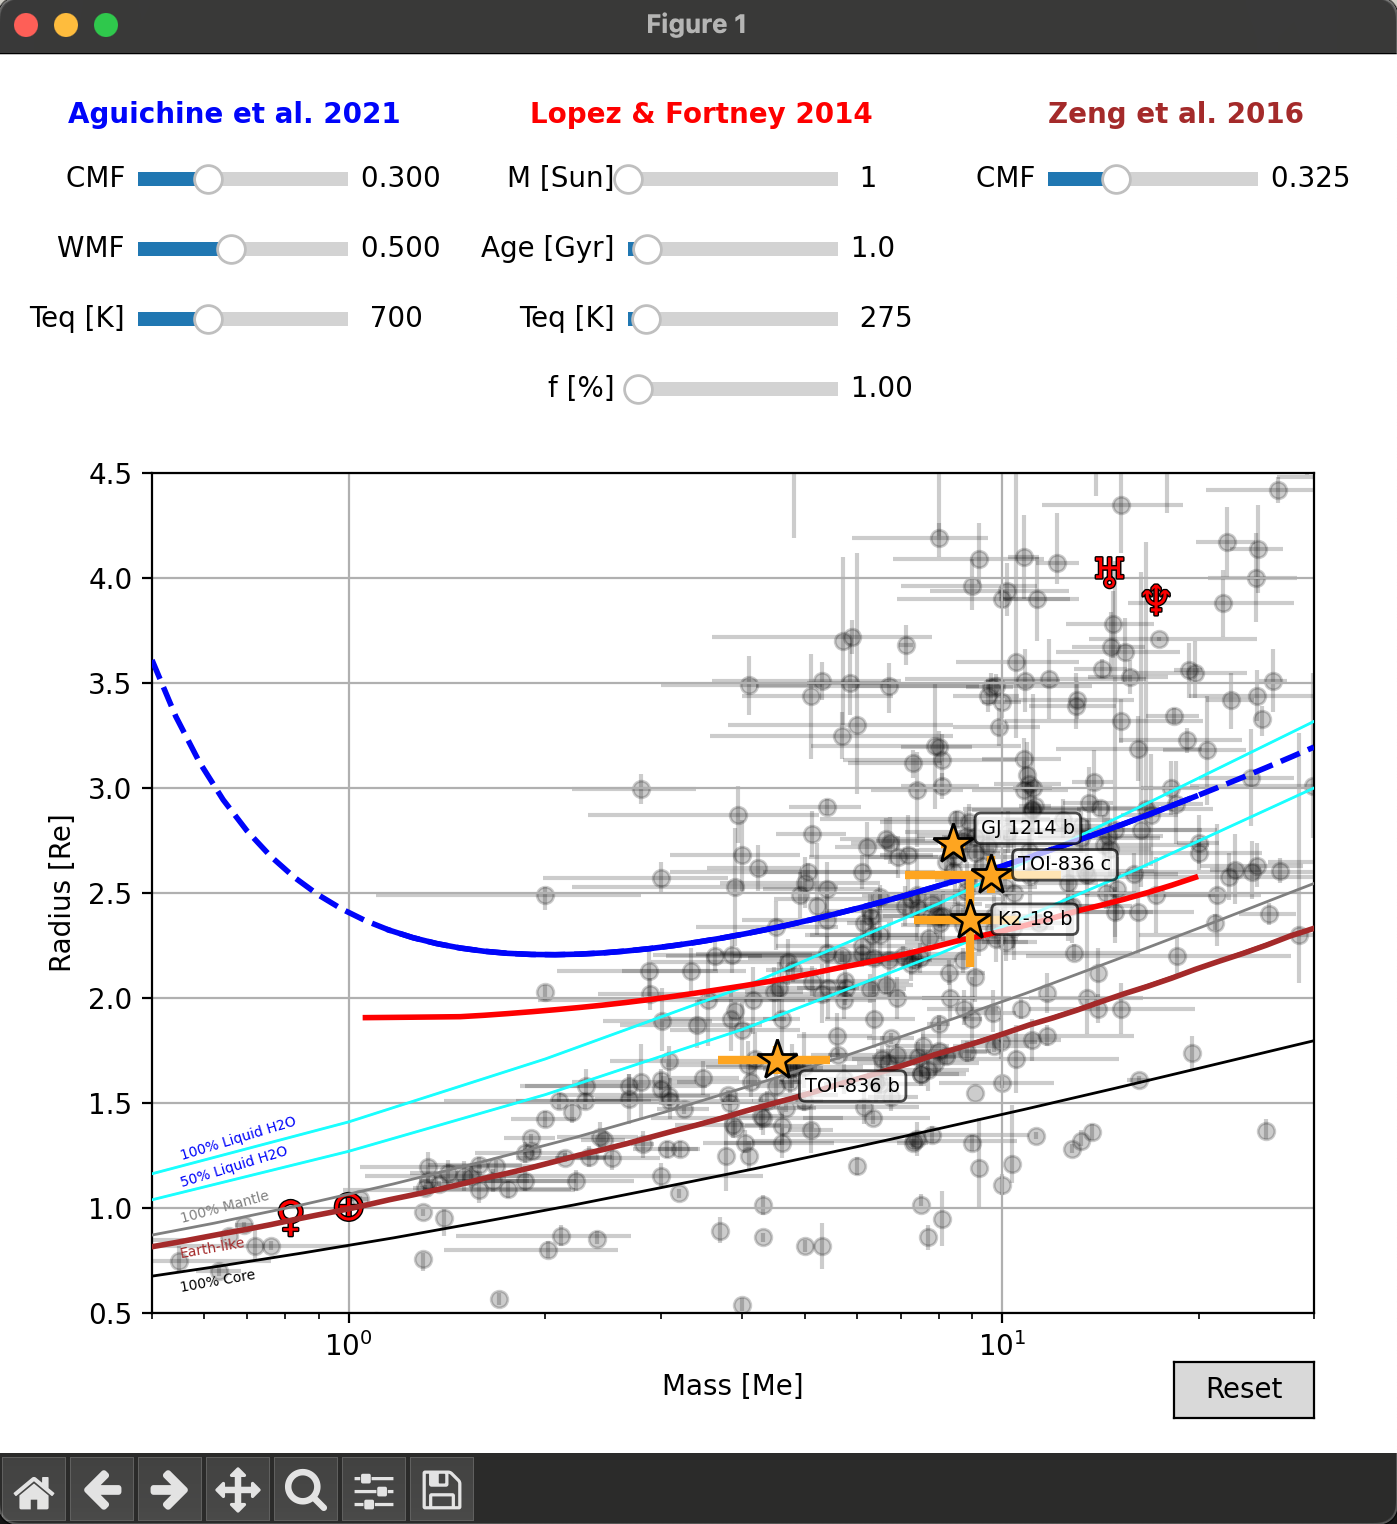 Figure 1
Aguichine et al. 2021
Lopez & Fortney 2014
Zeng et al. 2016
CMF 0.300
M [Sun] 1
CMF 0.325
WMF 0.500
Age [Gyr] 1.0
Teq [K] 700
Teq [K] 275
f [%] 1.00
4.5
4.0
3.5
3.0
2.5
2.0
1.5
1.0
0.5
Radius [Re]
GJ 1214 b
TOI-836 c
K2-18 b
TOI-836 b
100% Liquid H2O
50% Liquid H2O
100% Mantle
Earth-like
100% Core
10⁰
10¹
Mass [Me]
Reset